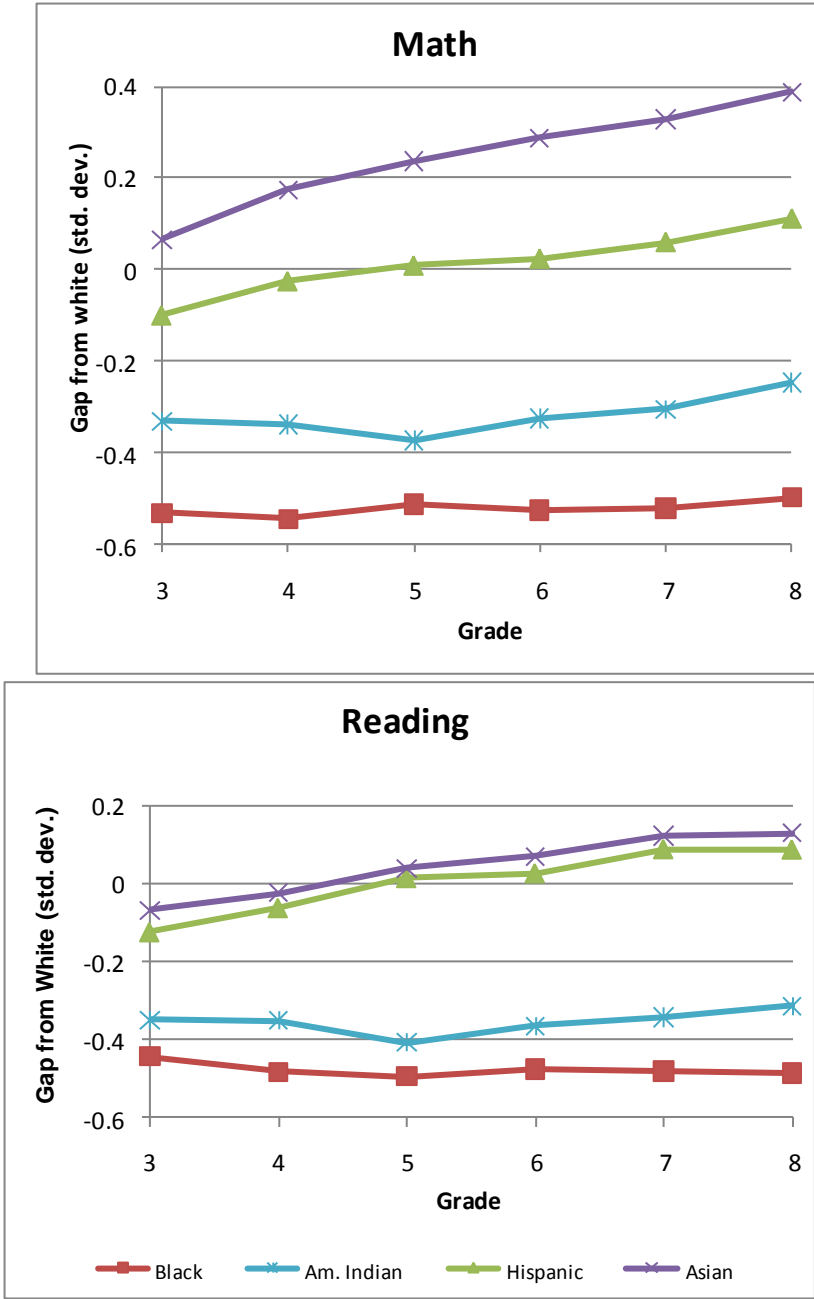 Math
0.4
0.2
0
-0.2
-0.4
-0.6
Gap from white (std. dev.)
3 4 5 6 7 8
Grade
Reading
0.2
0
-0.2
-0.4
-0.6
Gap from White (std. dev.)
3 4 5 6 7 8
Grade
Black Am. Indian Hispanic Asian